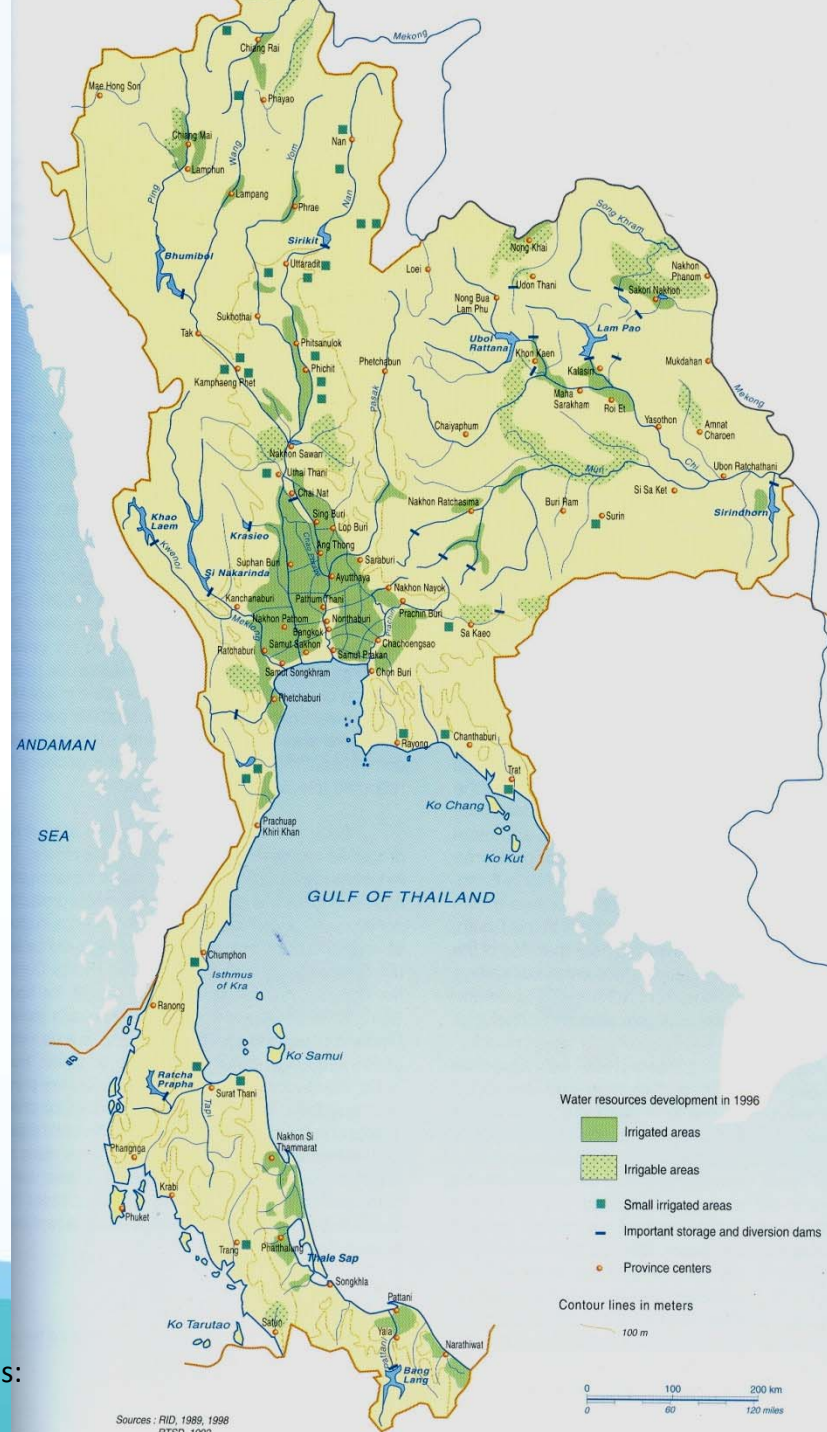 Mekong
Chiang Rai
Mae Hong Son
Phayao
Chiang Mai
Nan
Lamphun
Wang
Yom
Ping
Lampang
Nan
Phrae
Song Khram
Sirikit
Nong Khai
Bhumibol
Uttaradit
Loei
Udon Thani
Nakhon
Phanom
Sakon Nakhon
Nong Bua
Lam Phu
Sukhothai
Lam Pao
Tak
Phitsanulok
Ubol
Rattana
Khon Kaen
Phetchabun
Phichit
Kamphaeng Phet
Kalasin
Mukdahan
Pasak
Maha
Sarakham
Roi Et
Mekong
Chaiyaphum
Yasothon
Amnat
Charoen
Nakhon Sawan
Chi
Uthai Thani
Mun
Ubon Ratchathani
Chai Nat
Nakhon Ratchasima
Buri Ram
Si Sa Ket
Khao
Laem
Sing Buri
Lop Buri
Surin
Sirindhorn
Krasieo
Kwenoi
Ang Thong
Chao Phraya
Suphan Buri
Saraburi
Si Nakarinda
Ayutthaya
Nakhon Nayok
Kanchanaburi
Pathum Thani
Prachin Buri
Nakhon Pathom
Nonthaburi
Meklong
Bangkok
Sa Kaeo
Samut Sakhon
Chachoengsao
Ratchaburi
Samut Prakan
Samut Songkhram
Chon Buri
Phetchaburi
ANDAMAN
SEA
Rayong
Chanthaburi
Trat
Ko Chang
Prachuap
Khiri Khan
Ko Kut
GULF OF THAILAND
Chumphon
Isthmus
of Kra
Ranong
Ko Samui
Ratcha
Prapha
Surat Thani
Tapi
Nakhon Si
Thammarat
Phangnga
Krabi
Phuket
Trang
Phatthalung
Thale Sap
Songkhla
Pattani
Ko Tarutao
Satun
Yala
Narathiwat
Pattani
Bang
Lang
Water resources development in 1996
Irrigated areas
Irrigable areas
Small irrigated areas
Important storage and diversion dams
Province centers
Contour lines in meters
100 m
0 100 200 km
0 60 120 miles
s:
Sources : RID, 1989, 1998